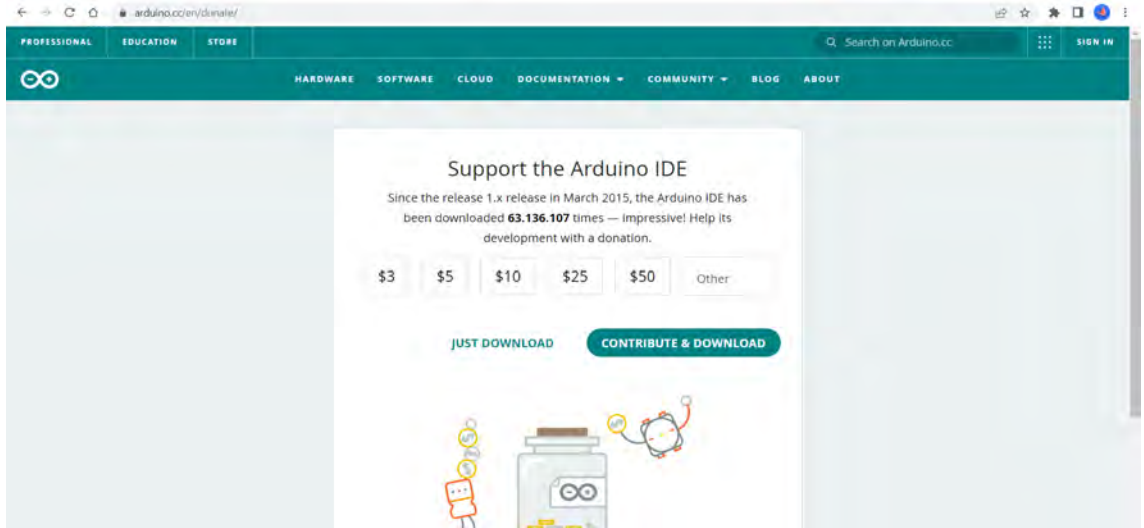 arduino.cc/en/donate/
PROFESSIONAL EDUCATION STORE
Search on Arduino.cc
SIGN IN
HARDWARE SOFTWARE CLOUD DOCUMENTATION COMMUNITY BLOG ABOUT
Support the Arduino IDE
Since the release 1.x release in March 2015, the Arduino IDE has
been downloaded 63.136.107 times — impressive! Help its
development with a donation.
$3 $5 $10 $25 $50 Other
JUST DOWNLOAD CONTRIBUTE & DOWNLOAD